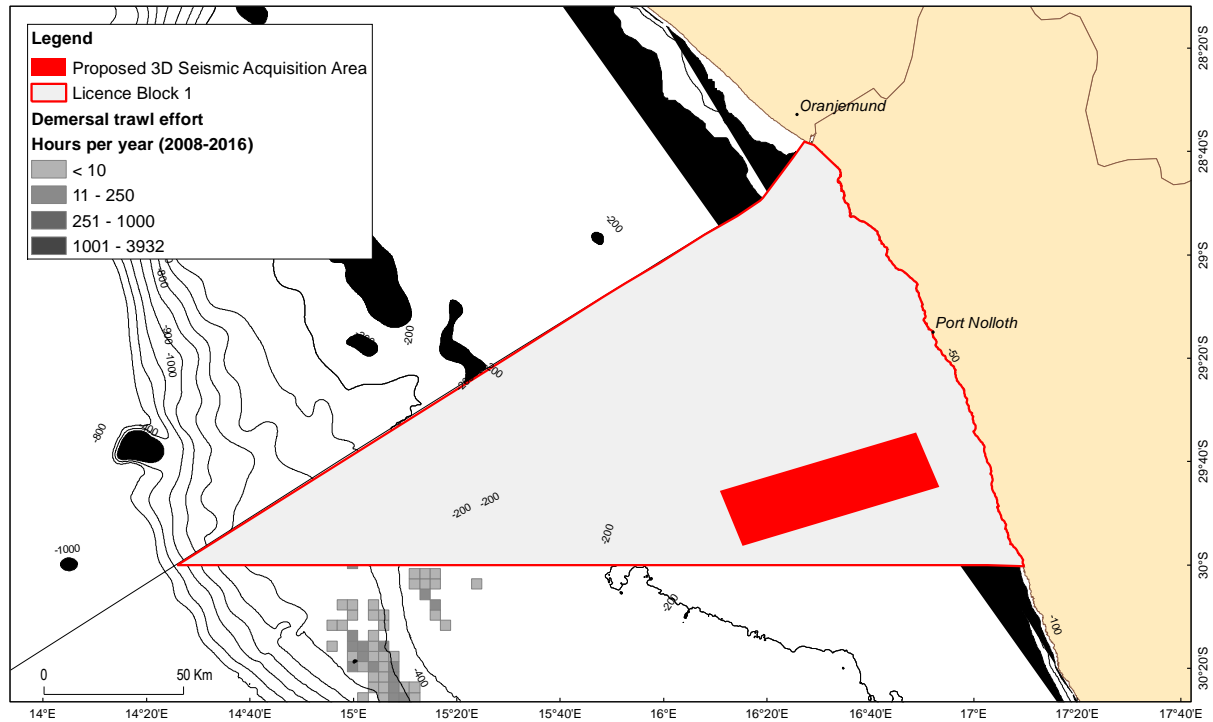 Legend
Proposed 3D Seismic Acquisition Area
Licence Block 1
Demersal trawl effort
Hours per year (2008-2016)
< 10
11 - 250
251 - 1000
1001 - 3932
Oranjemund
Port Nolloth
-200
-800
-900
-1000
-200
-200
-50
-800
-1000
-200
-200
-200
-200
-100
-400
0
50 Km
14°E
14°20'E
14°40'E
15°E
15°20'E
15°40'E
16°E
16°20'E
16°40'E
17°E
17°20'E
17°40'E
28°20'S
28°40'S
29°S
29°20'S
29°40'S
30°S
30°20'S